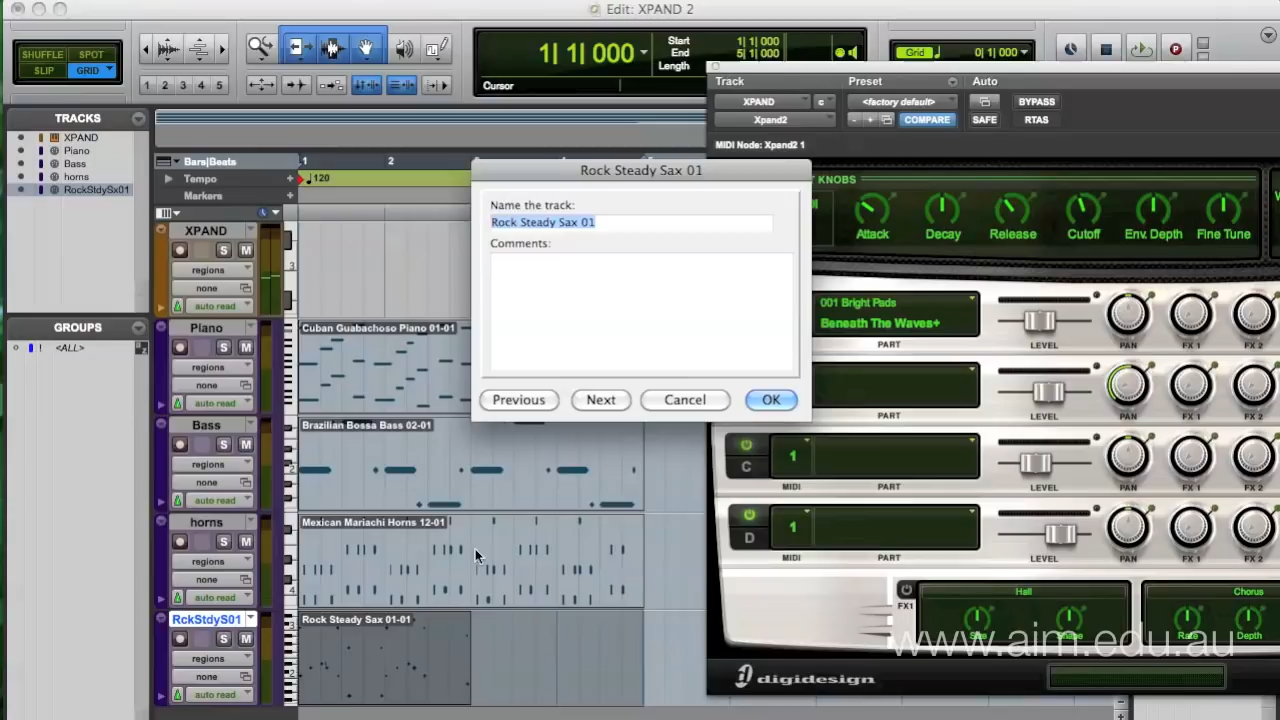 Edit: XPAND 2
SHUFFLE SPOT
SLIP GRID
1 2 3 4 5
1| 1| 000
Start 1| 1| 000
End 5| 1| 000
Length
Cursor
Grid 0| 1| 000
TRACKS
XPAND
Piano
Bass
horns
RockStdySx01
GROUPS
! <ALL>
Bars|Beats 1 2
Tempo 120
Markers
XPAND
S M
regions
none
auto read
3
Piano
S M
regions
none
auto read
Cuban Guabachoso Piano 01-01
Bass
S M
regions
none
auto read
2
Brazilian Bossa Bass 02-01
horns
S M
regions
none
auto read
4
Mexican Mariachi Horns 12-01
RckStdyS01
S M
regions
none
auto read
2
Rock Steady Sax 01-01
Rock Steady Sax 01
Name the track:
Rock Steady Sax 01
Comments:
Previous Next Cancel OK
Track Preset Auto
XPAND c <factory default> BYPASS
Xpand2 - + COMPARE SAFE RTAS
MIDI Node: Xpand2 1
KNOBS
Attack Decay Release Cutoff Env. Depth Fine Tune
001 Bright Pads
Beneath The Waves+
PART LEVEL PAN FX 1 FX 2
PART LEVEL PAN FX 1 FX 2
C 1
MIDI PART LEVEL PAN FX 1 FX 2
D 1
MIDI PART LEVEL PAN FX 1 FX 2
FX1 Hall Chorus
Size Shape Rate Depth
www.aim.edu.au
digidesign